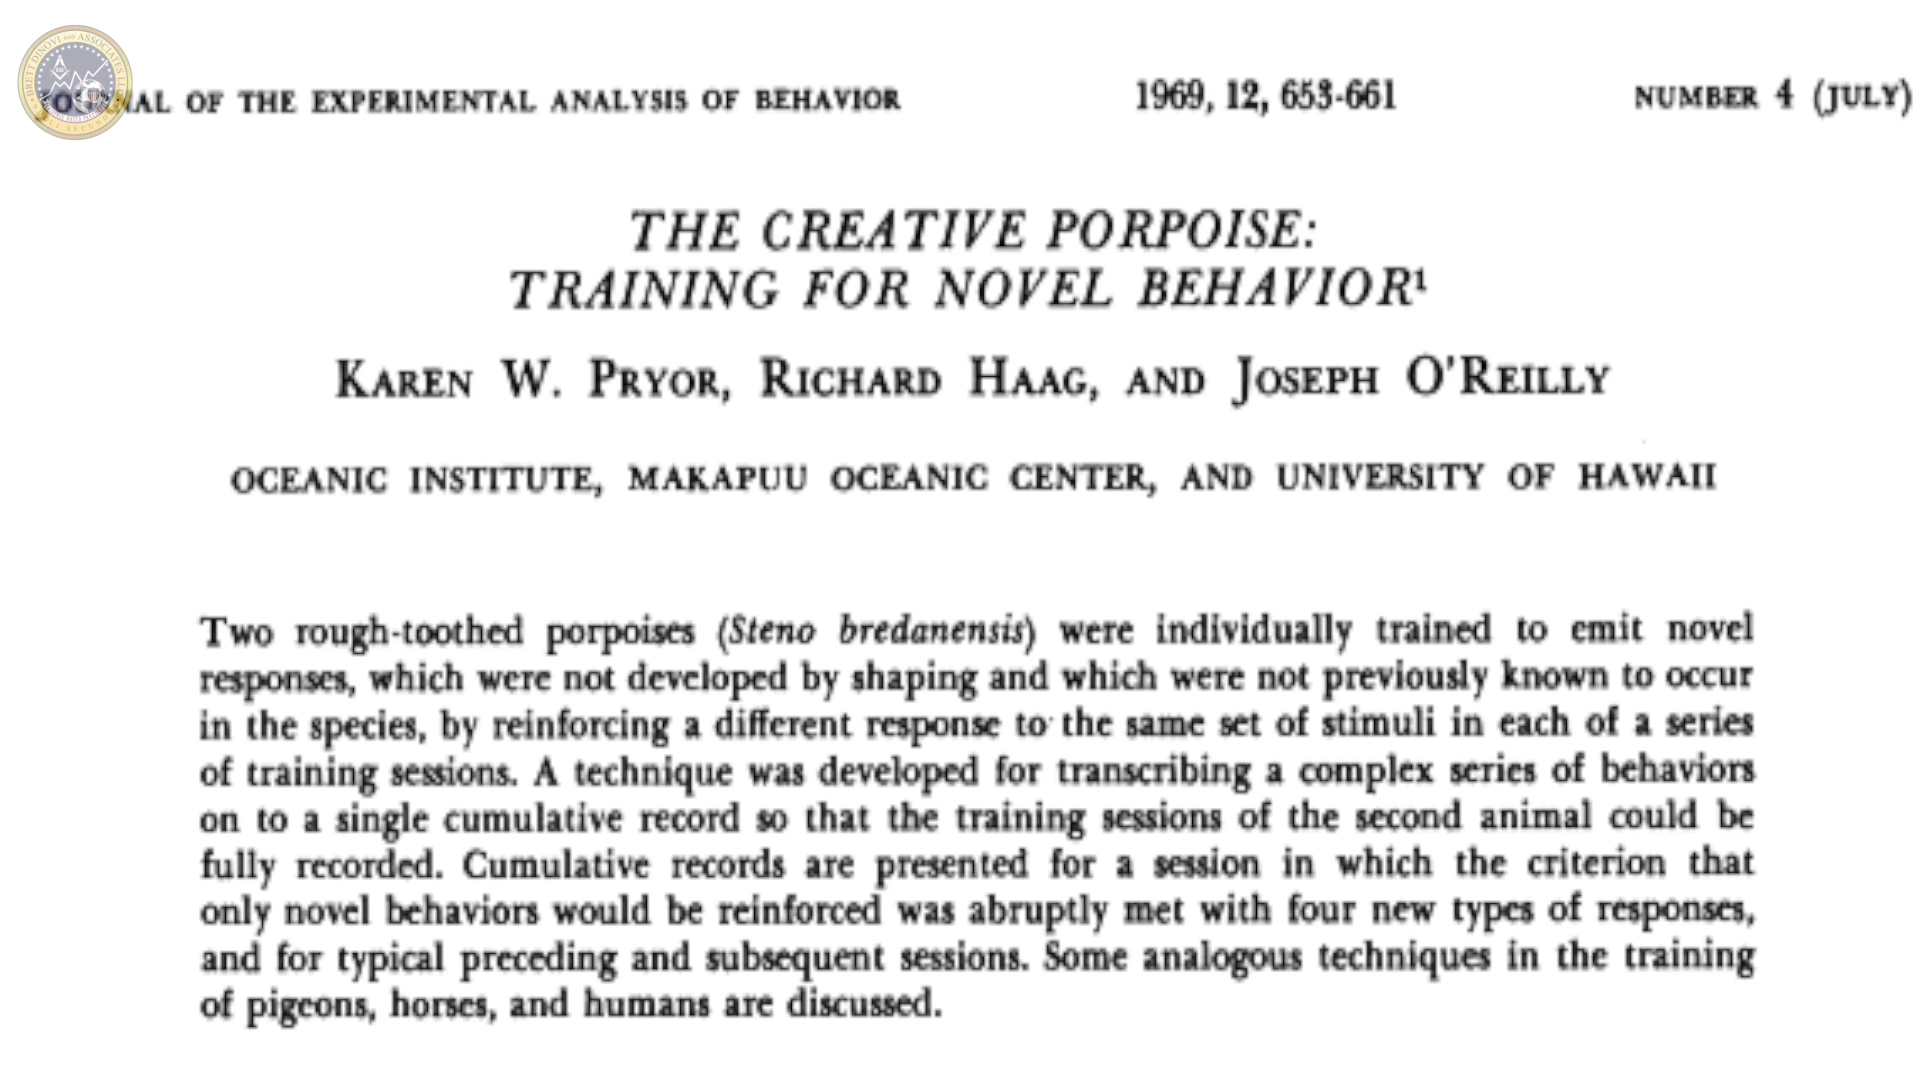 BRETT DINOVI AND ASSOCIATES LLC
AL OF THE EXPERIMENTAL ANALYSIS OF BEHAVIOR 1969, 12, 653-661 NUMBER 4 (JULY)
THE CREATIVE PORPOISE:
TRAINING FOR NOVEL BEHAVIOR¹
KAREN W. PRYOR, RICHARD HAAG, AND JOSEPH O'REILLY
OCEANIC INSTITUTE, MAKAPUU OCEANIC CENTER, AND UNIVERSITY OF HAWAII
Two rough-toothed porpoises (Steno bredanensis) were individually trained to emit novel
responses, which were not developed by shaping and which were not previously known to occur
in the species, by reinforcing a different response to the same set of stimuli in each of a series
of training sessions. A technique was developed for transcribing a complex series of behaviors
on to a single cumulative record so that the training sessions of the second animal could be
fully recorded. Cumulative records are presented for a session in which the criterion that
only novel behaviors would be reinforced was abruptly met with four new types of responses,
and for typical preceding and subsequent sessions. Some analogous techniques in the training
of pigeons, horses, and humans are discussed.